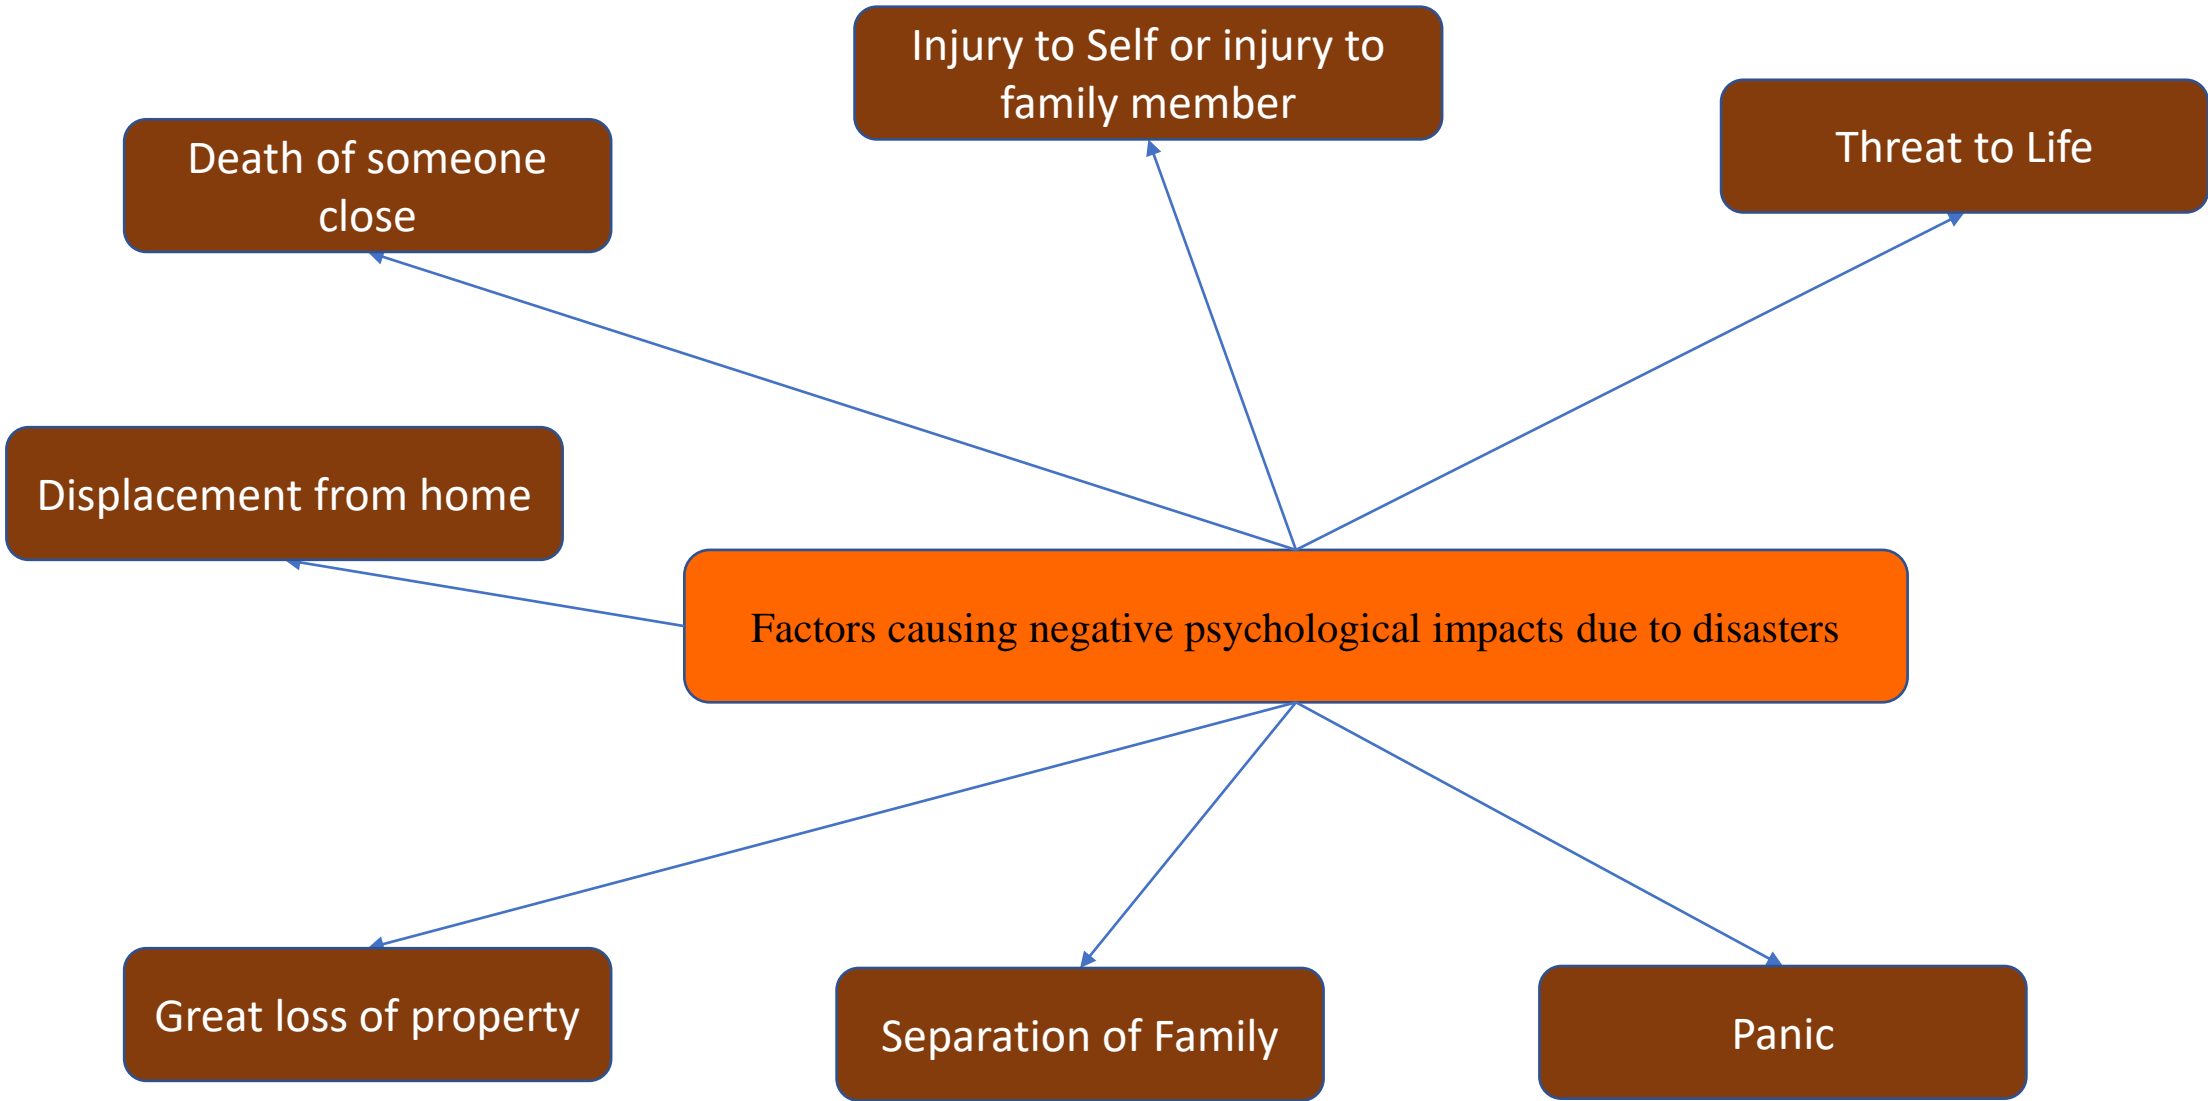 Injury to Self or injury to
family member
Threat to Life
Death of someone
close
Displacement from home
Factors causing negative psychological impacts due to disasters
Great loss of property
Separation of Family
Panic